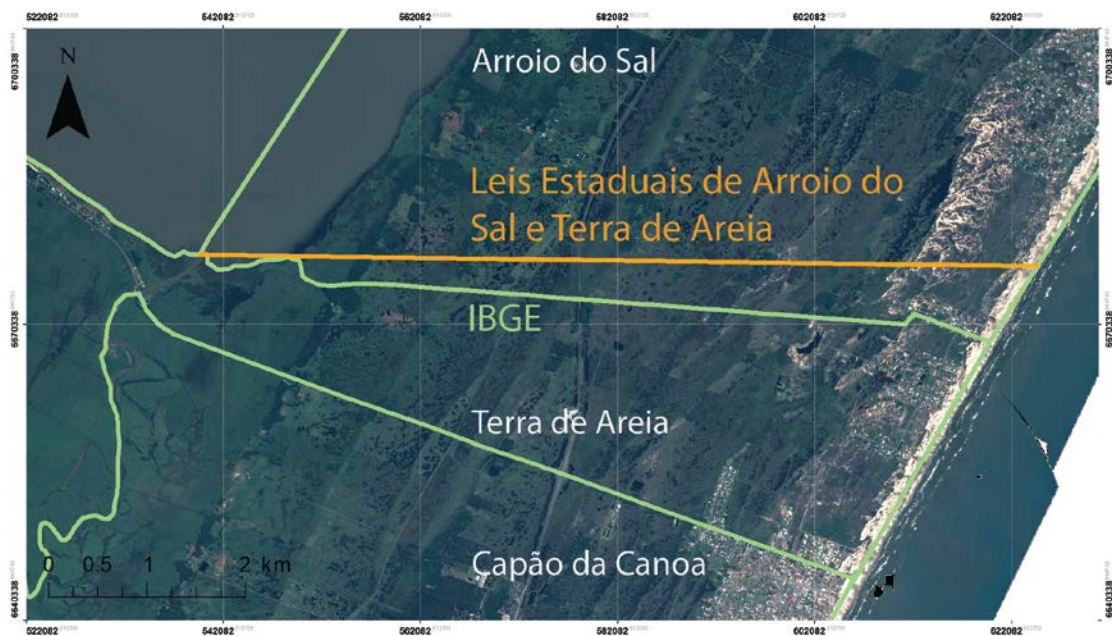 522082 542082 562082 582082 602082 622082
6700338 6700338
N
Arroio do Sal
Leis Estaduais de Arroio do
Sal e Terra de Areia
IBGE
6670338 6670338
Terra de Areia
Capão da Canoa
0 0.5 1 2 km
6640338 6640338
522082 542082 562082 582082 602082 622082